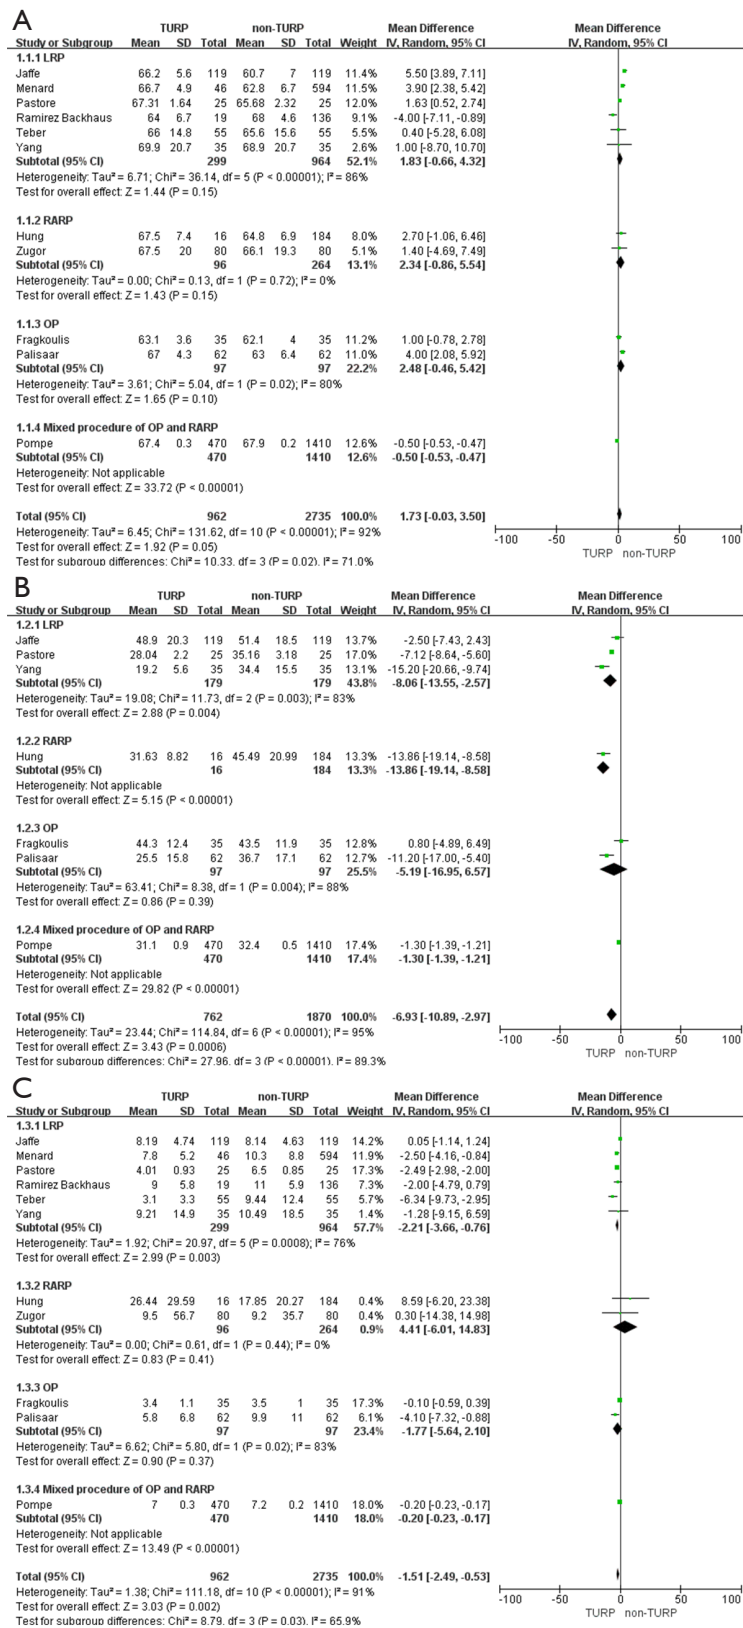 A
TURP non-TURP Mean Difference Mean Difference
Study or Subgroup Mean SD Total Mean SD Total Weight IV, Random, 95% CI IV, Random, 95% CI
1.1.1 LRP
Jaffe 66.2 5.6 119 60.7 7 119 11.4% 5.50 [3.89, 7.11]
Menard 66.7 4.9 46 62.8 6.7 594 11.5% 3.90 [2.38, 5.42]
Pastore 67.31 1.64 25 65.68 2.32 25 12.0% 1.63 [0.52, 2.74]
Ramirez Backhaus 64 6.7 19 68 4.6 136 9.1% -4.00 [-7.11, -0.89]
Teber 66 14.8 55 65.6 15.6 55 5.5% 0.40 [-5.28, 6.08]
Yang 69.9 20.7 35 68.9 20.7 35 2.6% 1.00 [-8.70, 10.70]
Subtotal (95% CI) 299 964 52.1% 1.83 [-0.66, 4.32]
Heterogeneity: Tau² = 6.71; Chi² = 36.14, df = 5 (P < 0.00001); I² = 86%
Test for overall effect: Z = 1.44 (P = 0.15)
1.1.2 RARP
Hung 67.5 7.4 16 64.8 6.9 184 8.0% 2.70 [-1.06, 6.46]
Zugor 67.5 20 80 66.1 19.3 80 5.1% 1.40 [-4.69, 7.49]
Subtotal (95% CI) 96 264 13.1% 2.34 [-0.86, 5.54]
Heterogeneity: Tau² = 0.00; Chi² = 0.13, df = 1 (P = 0.72); I² = 0%
Test for overall effect: Z = 1.43 (P = 0.15)
1.1.3 OP
Fragkoulis 63.1 3.6 35 62.1 4 35 11.2% 1.00 [-0.78, 2.78]
Palisaar 67 4.3 62 63 6.4 62 11.0% 4.00 [2.08, 5.92]
Subtotal (95% CI) 97 97 22.2% 2.48 [-0.46, 5.42]
Heterogeneity: Tau² = 3.61; Chi² = 5.04, df = 1 (P = 0.02); I² = 80%
Test for overall effect: Z = 1.65 (P = 0.10)
1.1.4 Mixed procedure of OP and RARP
Pompe 67.4 0.3 470 67.9 0.2 1410 12.6% -0.50 [-0.53, -0.47]
Subtotal (95% CI) 470 1410 12.6% -0.50 [-0.53, -0.47]
Heterogeneity: Not applicable
Test for overall effect: Z = 33.72 (P < 0.00001)
Total (95% CI) 962 2735 100.0% 1.73 [-0.03, 3.50]
Heterogeneity: Tau² = 6.45; Chi² = 131.62, df = 10 (P < 0.00001); I² = 92%
Test for overall effect: Z = 1.92 (P = 0.05)
Test for subgroup differences: Chi² = 10.33, df = 3 (P = 0.02), I² = 71.0%
-100 -50 0 50 100
TURP non-TURP
B
TURP non-TURP Mean Difference Mean Difference
Study or Subgroup Mean SD Total Mean SD Total Weight IV, Random, 95% CI IV, Random, 95% CI
1.2.1 LRP
Jaffe 48.9 20.3 119 51.4 18.5 119 13.7% -2.50 [-7.43, 2.43]
Pastore 28.04 2.2 25 35.16 3.18 25 17.0% -7.12 [-8.64, -5.60]
Yang 19.2 5.6 35 34.4 15.5 35 13.1% -15.20 [-20.66, -9.74]
Subtotal (95% CI) 179 179 43.8% -8.06 [-13.55, -2.57]
Heterogeneity: Tau² = 19.08; Chi² = 11.73, df = 2 (P = 0.003); I² = 83%
Test for overall effect: Z = 2.88 (P = 0.004)
1.2.2 RARP
Hung 31.63 8.82 16 45.49 20.99 184 13.3% -13.86 [-19.14, -8.58]
Subtotal (95% CI) 16 184 13.3% -13.86 [-19.14, -8.58]
Heterogeneity: Not applicable
Test for overall effect: Z = 5.15 (P < 0.00001)
1.2.3 OP
Fragkoulis 44.3 12.4 35 43.5 11.9 35 12.8% 0.80 [-4.89, 6.49]
Palisaar 25.5 15.8 62 36.7 17.1 62 12.7% -11.20 [-17.00, -5.40]
Subtotal (95% CI) 97 97 25.5% -5.19 [-16.95, 6.57]
Heterogeneity: Tau² = 63.41; Chi² = 8.38, df = 1 (P = 0.004); I² = 88%
Test for overall effect: Z = 0.86 (P = 0.39)
1.2.4 Mixed procedure of OP and RARP
Pompe 31.1 0.9 470 32.4 0.5 1410 17.4% -1.30 [-1.39, -1.21]
Subtotal (95% CI) 470 1410 17.4% -1.30 [-1.39, -1.21]
Heterogeneity: Not applicable
Test for overall effect: Z = 29.82 (P < 0.00001)
Total (95% CI) 762 1870 100.0% -6.93 [-10.89, -2.97]
Heterogeneity: Tau² = 23.44; Chi² = 114.84, df = 6 (P < 0.00001); I² = 95%
Test for overall effect: Z = 3.43 (P = 0.0006)
Test for subgroup differences: Chi² = 27.96, df = 3 (P < 0.00001), I² = 89.3%
-100 -50 0 50 100
TURP non-TURP
C
TURP non-TURP Mean Difference Mean Difference
Study or Subgroup Mean SD Total Mean SD Total Weight IV, Random, 95% CI IV, Random, 95% CI
1.3.1 LRP
Jaffe 8.19 4.74 119 8.14 4.63 119 14.2% 0.05 [-1.14, 1.24]
Menard 7.8 5.2 46 10.3 8.8 594 11.9% -2.50 [-4.16, -0.84]
Pastore 4.01 0.93 25 6.5 0.85 25 17.3% -2.49 [-2.98, -2.00]
Ramirez Backhaus 9 5.8 19 11 5.9 136 7.3% -2.00 [-4.79, 0.79]
Teber 3.1 3.3 55 9.44 12.4 55 5.7% -6.34 [-9.73, -2.95]
Yang 9.21 14.9 35 10.49 18.5 35 1.4% -1.28 [-9.15, 6.59]
Subtotal (95% CI) 299 964 57.7% -2.21 [-3.66, -0.76]
Heterogeneity: Tau² = 1.92; Chi² = 20.97, df = 5 (P = 0.0008); I² = 76%
Test for overall effect: Z = 2.99 (P = 0.003)
1.3.2 RARP
Hung 26.44 29.59 16 17.85 20.27 184 0.4% 8.59 [-6.20, 23.38]
Zugor 9.5 56.7 80 9.2 35.7 80 0.4% 0.30 [-14.38, 14.98]
Subtotal (95% CI) 96 264 0.9% 4.41 [-6.01, 14.83]
Heterogeneity: Tau² = 0.00; Chi² = 0.61, df = 1 (P = 0.44); I² = 0%
Test for overall effect: Z = 0.83 (P = 0.41)
1.3.3 OP
Fragkoulis 3.4 1.1 35 3.5 1 35 17.3% -0.10 [-0.59, 0.39]
Palisaar 5.8 6.8 62 9.9 11 62 6.1% -4.10 [-7.32, -0.88]
Subtotal (95% CI) 97 97 23.4% -1.77 [-5.64, 2.10]
Heterogeneity: Tau² = 6.62; Chi² = 5.80, df = 1 (P = 0.02); I² = 83%
Test for overall effect: Z = 0.90 (P = 0.37)
1.3.4 Mixed procedure of OP and RARP
Pompe 7 0.3 470 7.2 0.2 1410 18.0% -0.20 [-0.23, -0.17]
Subtotal (95% CI) 470 1410 18.0% -0.20 [-0.23, -0.17]
Heterogeneity: Not applicable
Test for overall effect: Z = 13.49 (P < 0.00001)
Total (95% CI) 962 2735 100.0% -1.51 [-2.49, -0.53]
Heterogeneity: Tau² = 1.38; Chi² = 111.18, df = 10 (P < 0.00001); I² = 91%
Test for overall effect: Z = 3.03 (P = 0.002)
Test for subgroup differences: Chi² = 8.79, df = 3 (P = 0.03), I² = 65.9%
-100 -50 0 50 100
TURP non-TURP